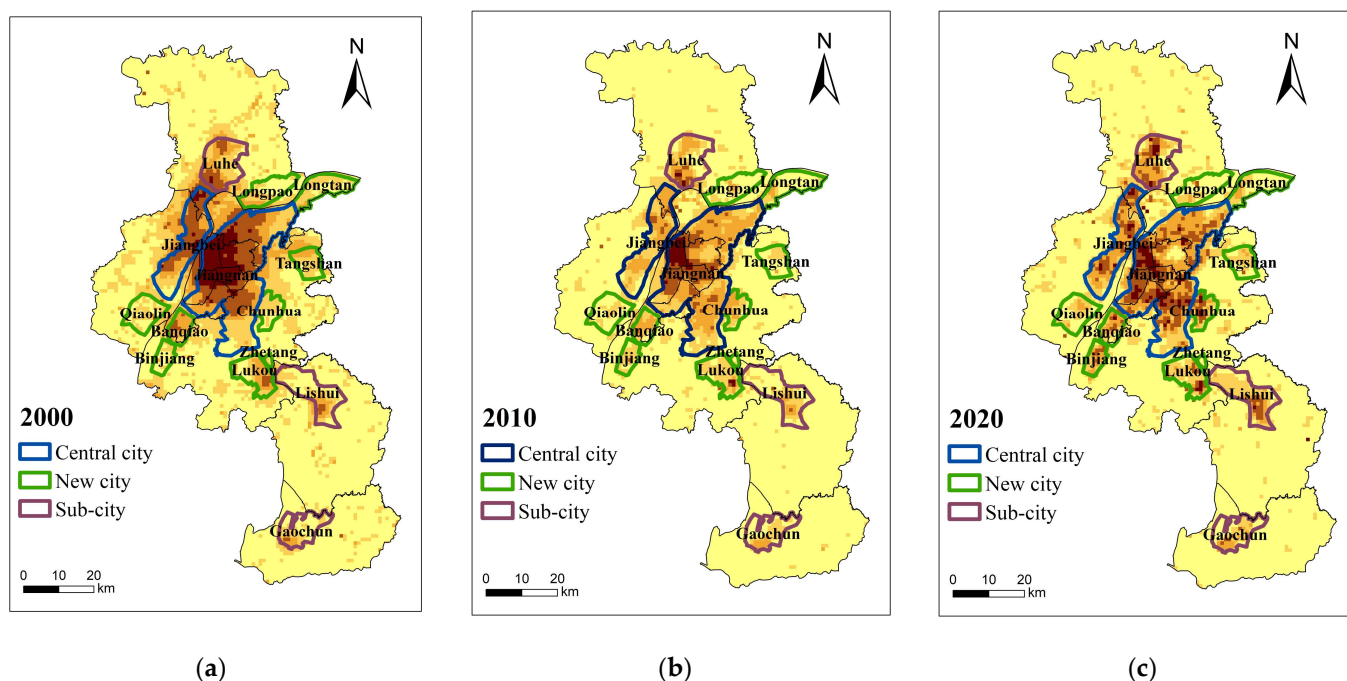 N
Luhe
Longpao
Longtan
Jiangbei
Jiangnan
Tangshan
Qiaolin
Banqiao
Chunhua
Binjiang
Zhetang
Lukou
Lishui
2000
Central city
New city
Sub-city
Gaochun
0 10 20
km
(a)
N
Luhe
Longpao
Longtan
Jiangbei
Jiangnan
Tangshan
Qiaolin
Banqiao
Chunhua
Binjiang
Zhetang
Lukou
Lishui
2010
Central city
New city
Sub-city
Gaochun
0 10 20
km
(b)
N
Luhe
Longpao
Longtan
Jiangbei
Jiangnan
Tangshan
Qiaolin
Banqiao
Chunhua
Binjiang
Zhetang
Lukou
Lishui
2020
Central city
New city
Sub-city
Gaochun
0 10 20
km
(c)